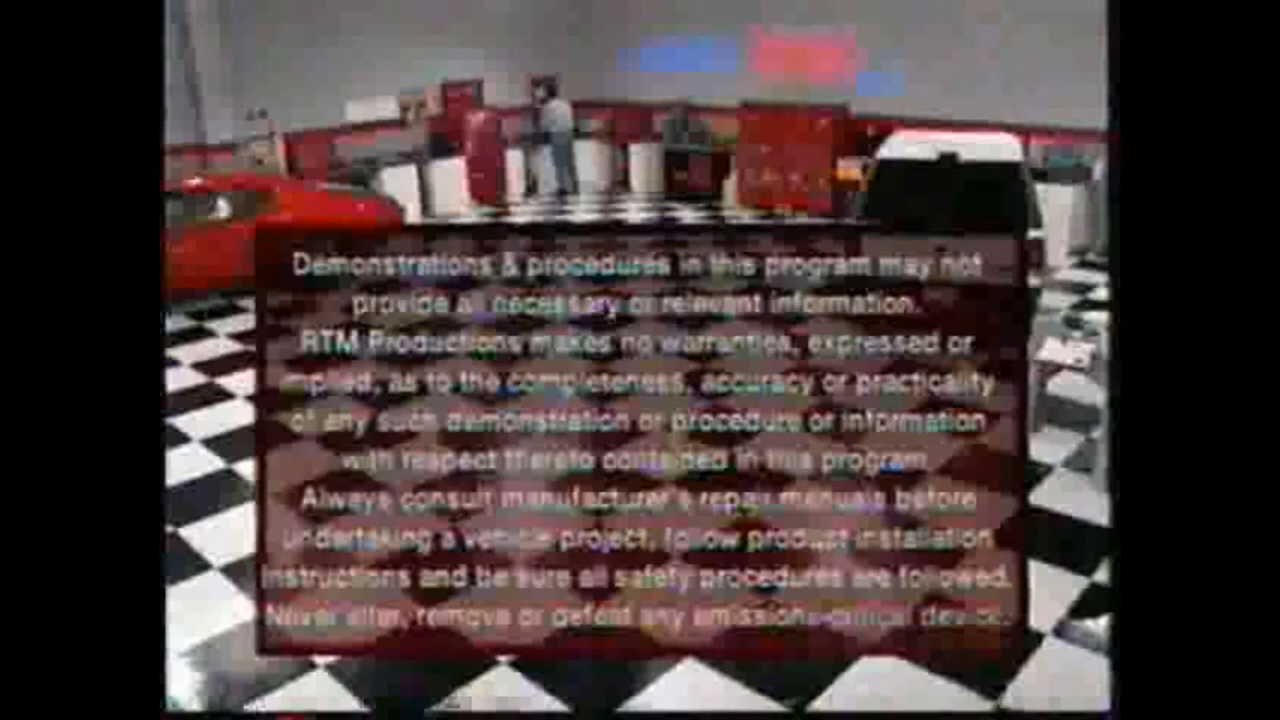 Demonstrations & procedures in this program may not
provide all necessary or relevant information.
RTM Productions makes no warranties, expressed or
implied, as to the completeness, accuracy or practicality
of any such demonstration or procedure or information
with respect thereto contained in this program.
Always consult manufacturer's repair manuals before
undertaking a vehicle project, follow product installation
instructions and be sure all safety procedures are followed.
Never alter, remove or defeat any emissions-critical device.